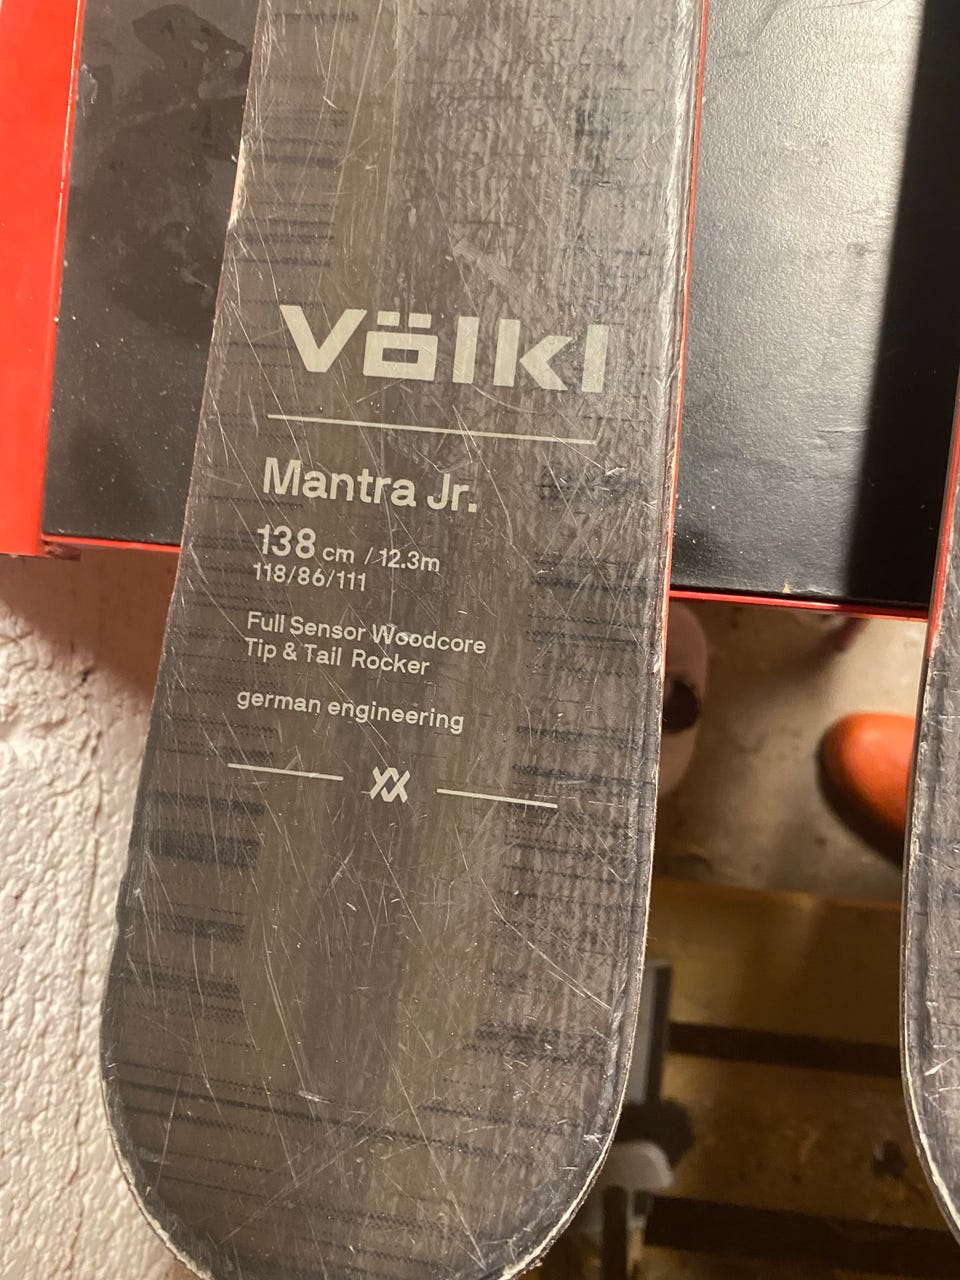 Völkl
Mantra Jr.
138 cm / 12.3m
118/86/111
Full Sensor Woodcore
Tip & Tail Rocker
german engineering